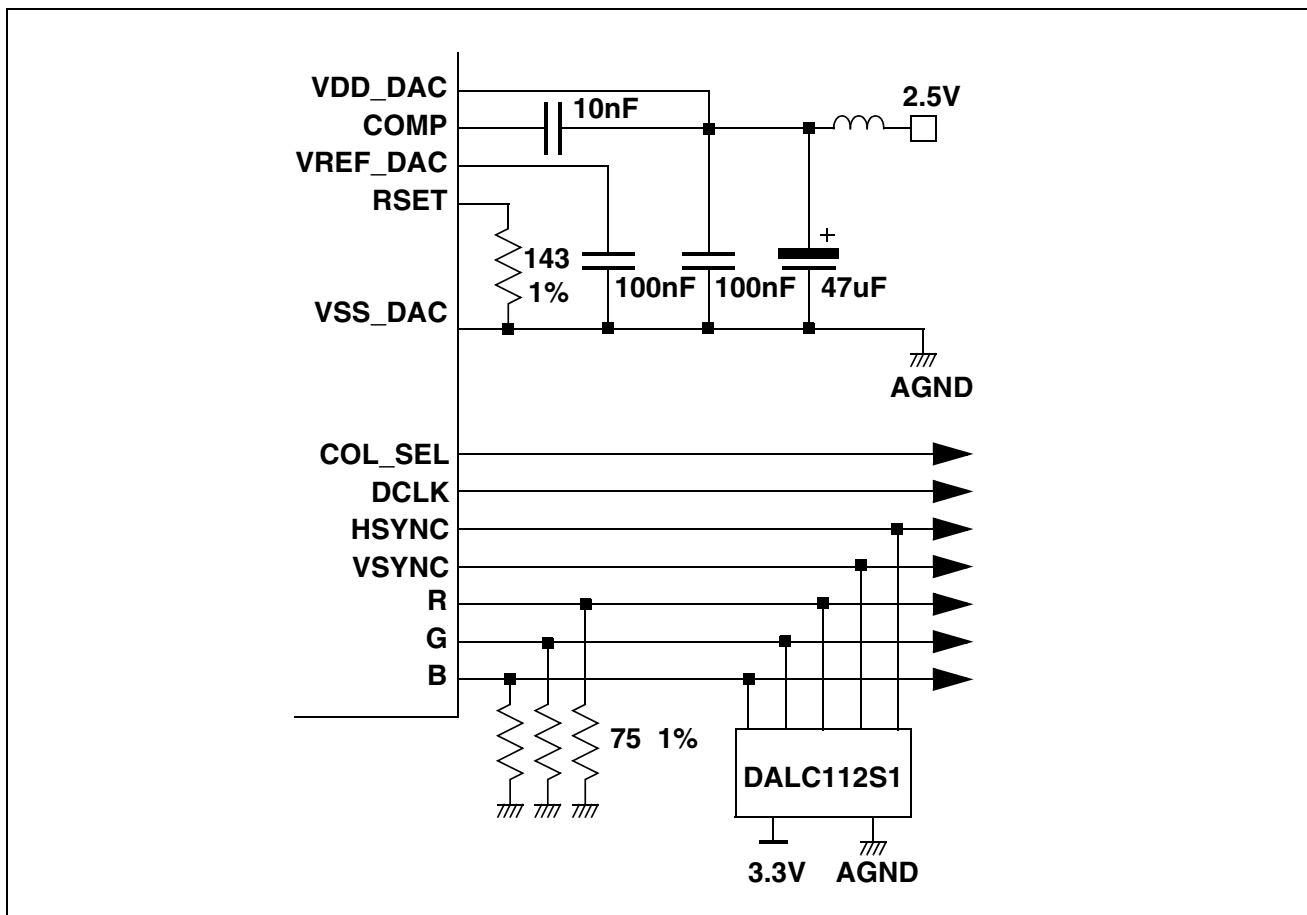 VDD_DAC
10nF
2.5V
COMP
VREF_DAC
RSET
+
143
1%
100nF
100nF
47uF
VSS_DAC
AGND
COL_SEL
DCLK
HSYNC
VSYNC
R
G
B
75 1%
DALC112S1
3.3V
AGND